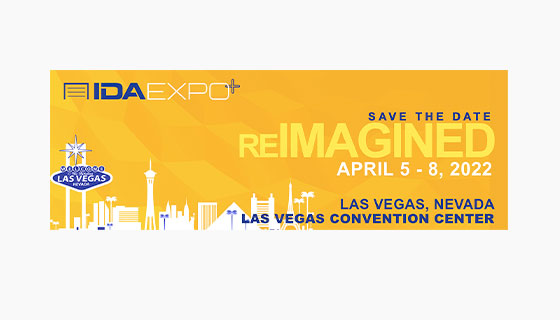 IDAEXPO+
SAVE THE DATE
REIMAGINED
APRIL 5 - 8, 2022
WELCOME
LAS VEGAS
NEVADA
LAS VEGAS, NEVADA
LAS VEGAS CONVENTION CENTER